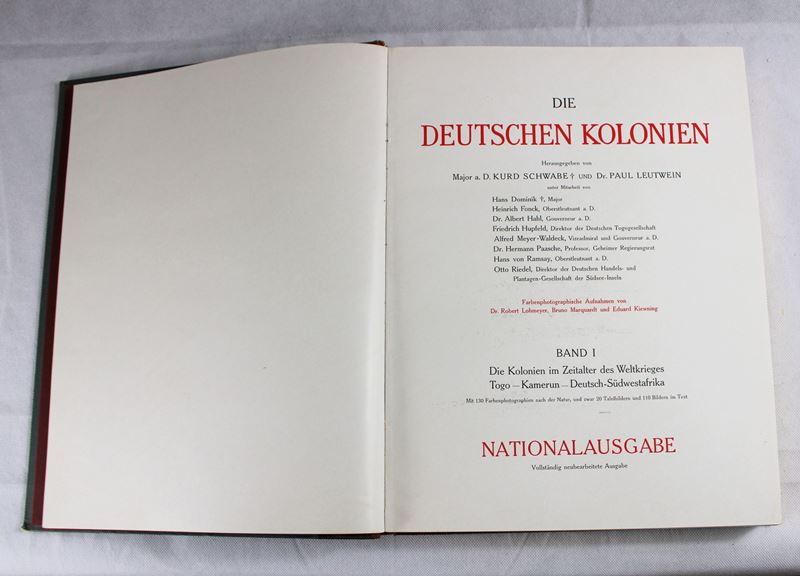 DIE
DEUTSCHEN KOLONIEN
Herausgegeben von
Major a. D. KURD SCHWABE † UND Dr. PAUL LEUTWEIN
unter Mitarbeit von
Hans Dominik †, Major
Heinrich Fonck, Oberstleutnant a. D.
Dr. Albert Hahl, Gouverneur a. D.
Friedrich Hupfeld, Direktor der Deutschen Togogesellschaft
Alfred Meyer-Waldeck, Vizeadmiral und Gouverneur a. D.
Dr. Hermann Paasche, Professor, Geheimer Regierungsrat
Hans von Ramsay, Oberstleutnant a. D.
Otto Riedel, Direktor der Deutschen Handels- und
Plantagen-Gesellschaft der Südsee-Inseln
Farbenphotographische Aufnahmen von
Dr. Robert Lohmeyer, Bruno Marquardt und Eduard Kiewning
BAND I
Die Kolonien im Zeitalter des Weltkrieges
Togo — Kamerun — Deutsch-Südwestafrika
Mit 130 Farbenphotographien nach der Natur, und zwar 20 Tafelbildern und 110 Bildern im Text
NATIONALAUSGABE
Vollständig neubearbeitete Ausgabe